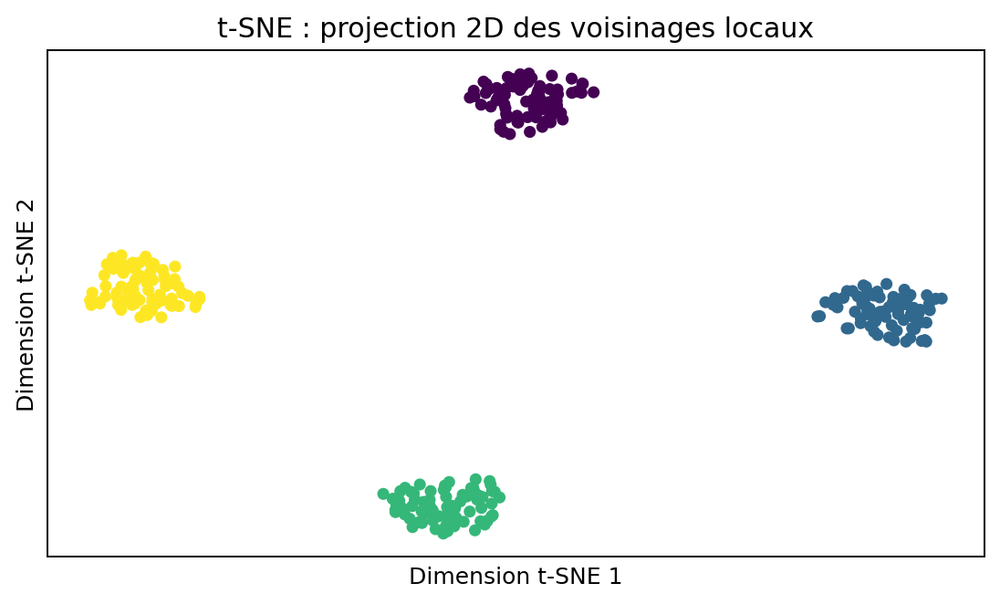 t-SNE : projection 2D des voisinages locaux
Dimension t-SNE 2
Dimension t-SNE 1